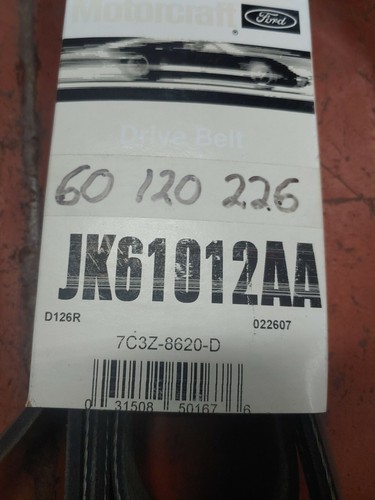 Motorcraft
Ford
®
Drive Belt
60 120 226
JK61012AA
D126R 022607
7C3Z-8620-D
0 31508 50167 6